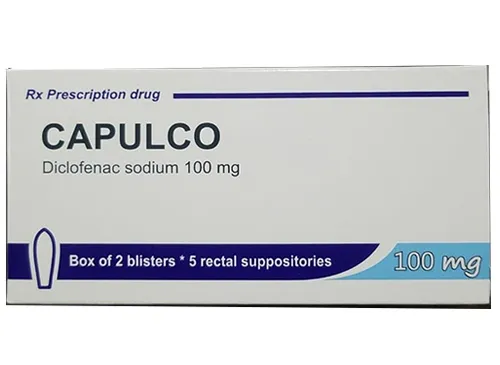 Rx Prescription drug
CAPULCO
Diclofenac sodium 100 mg
Box of 2 blisters * 5 rectal suppositories
100 mg